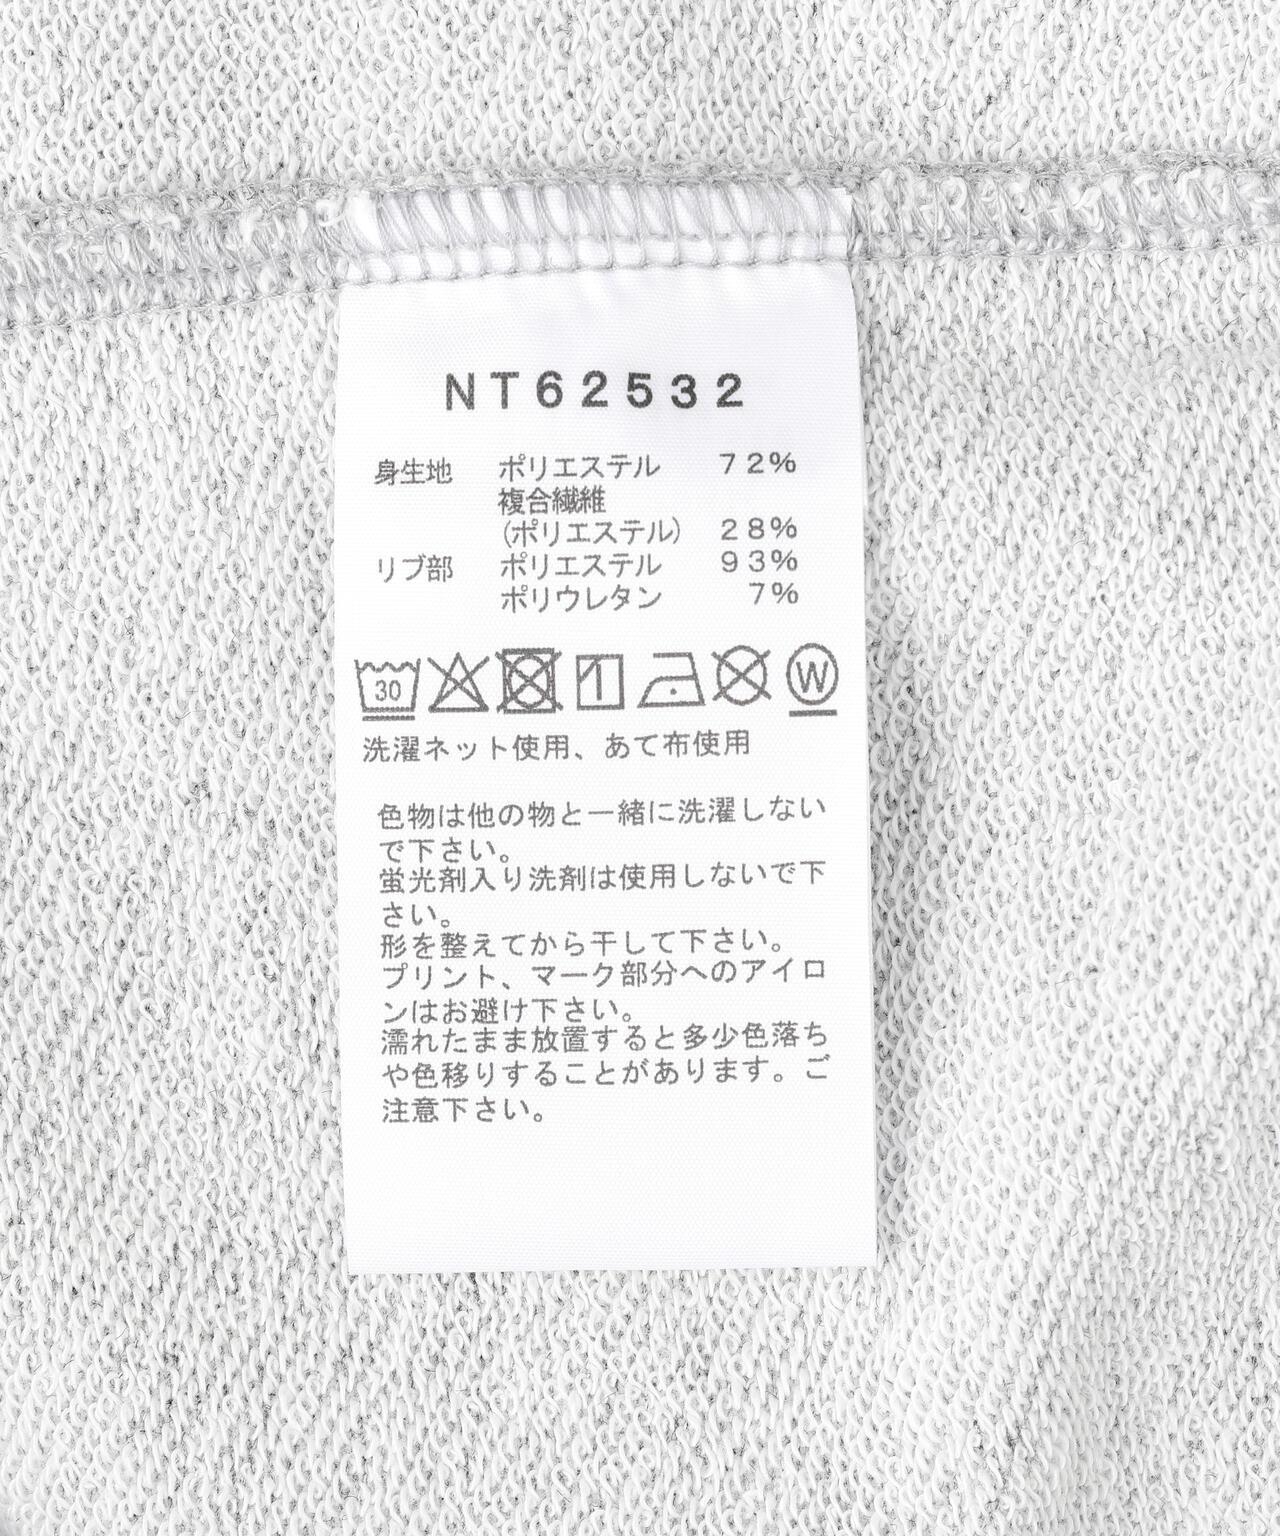 NT62532
身生地 ポリエステル 72%
複合繊維
(ポリエステル) 28%
リブ部 ポリエステル 93%
ポリウレタン 7%
30 W
洗濯ネット使用、あて布使用
色物は他の物と一緒に洗濯しない
で下さい。
蛍光剤入り洗剤は使用しないで下
さい。
形を整えてから干して下さい。
プリント、マーク部分へのアイロ
ンはお避け下さい。
濡れたまま放置すると多少色落ち
や色移りすることがあります。ご
注意下さい。